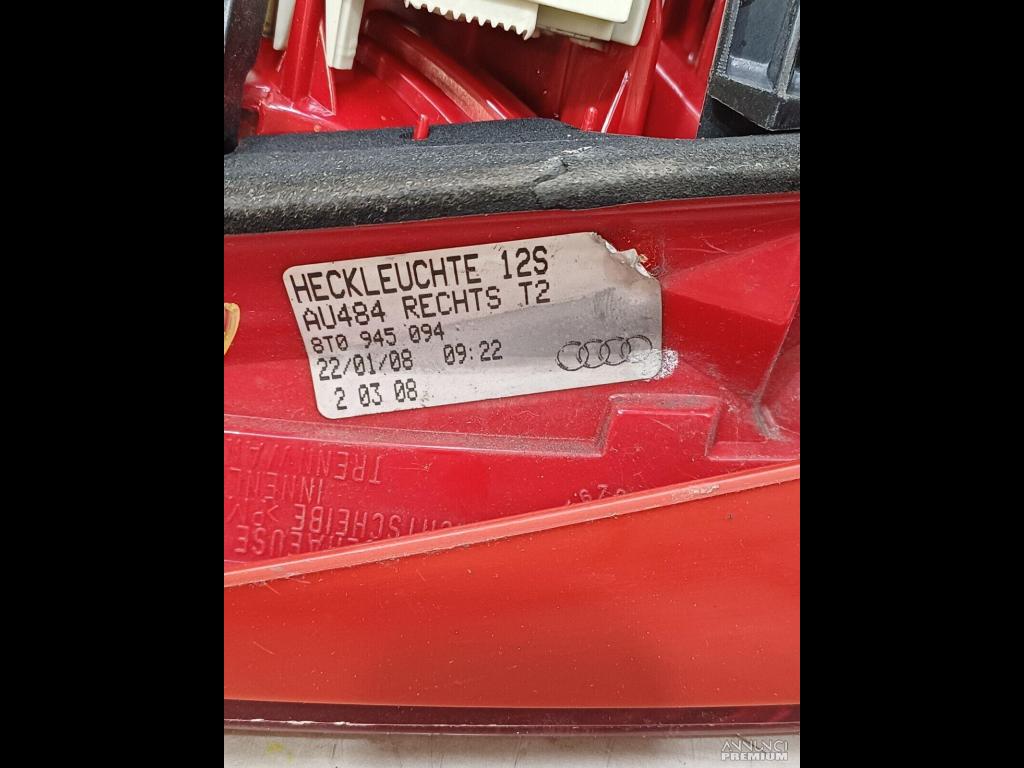 HECKLEUCHTE 12S
AU484 RECHTS T2
8T0 945 094
22/01/08 09:22
2 03 08
TRENN
INNEN
SCHEIBE >P
ANNUNCI
PREMIUM